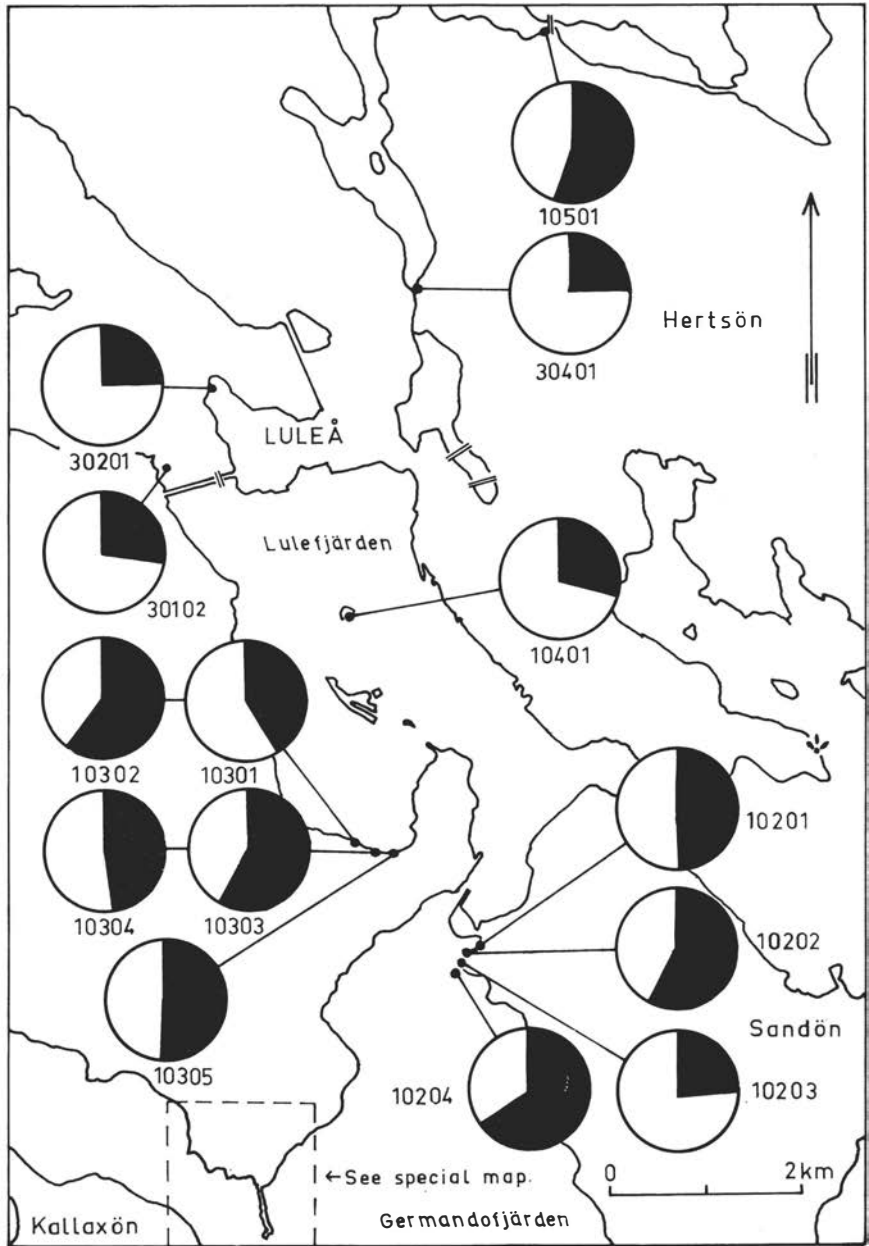 10501
30401
Hertsön
30201
LULEÅ
30102
Lulefjärden
10401
10302
10301
10201
10304
10303
10202
10305
Sandön
10204
10203
0 2km
←See special map.
Kallaxön
Germandofjärden